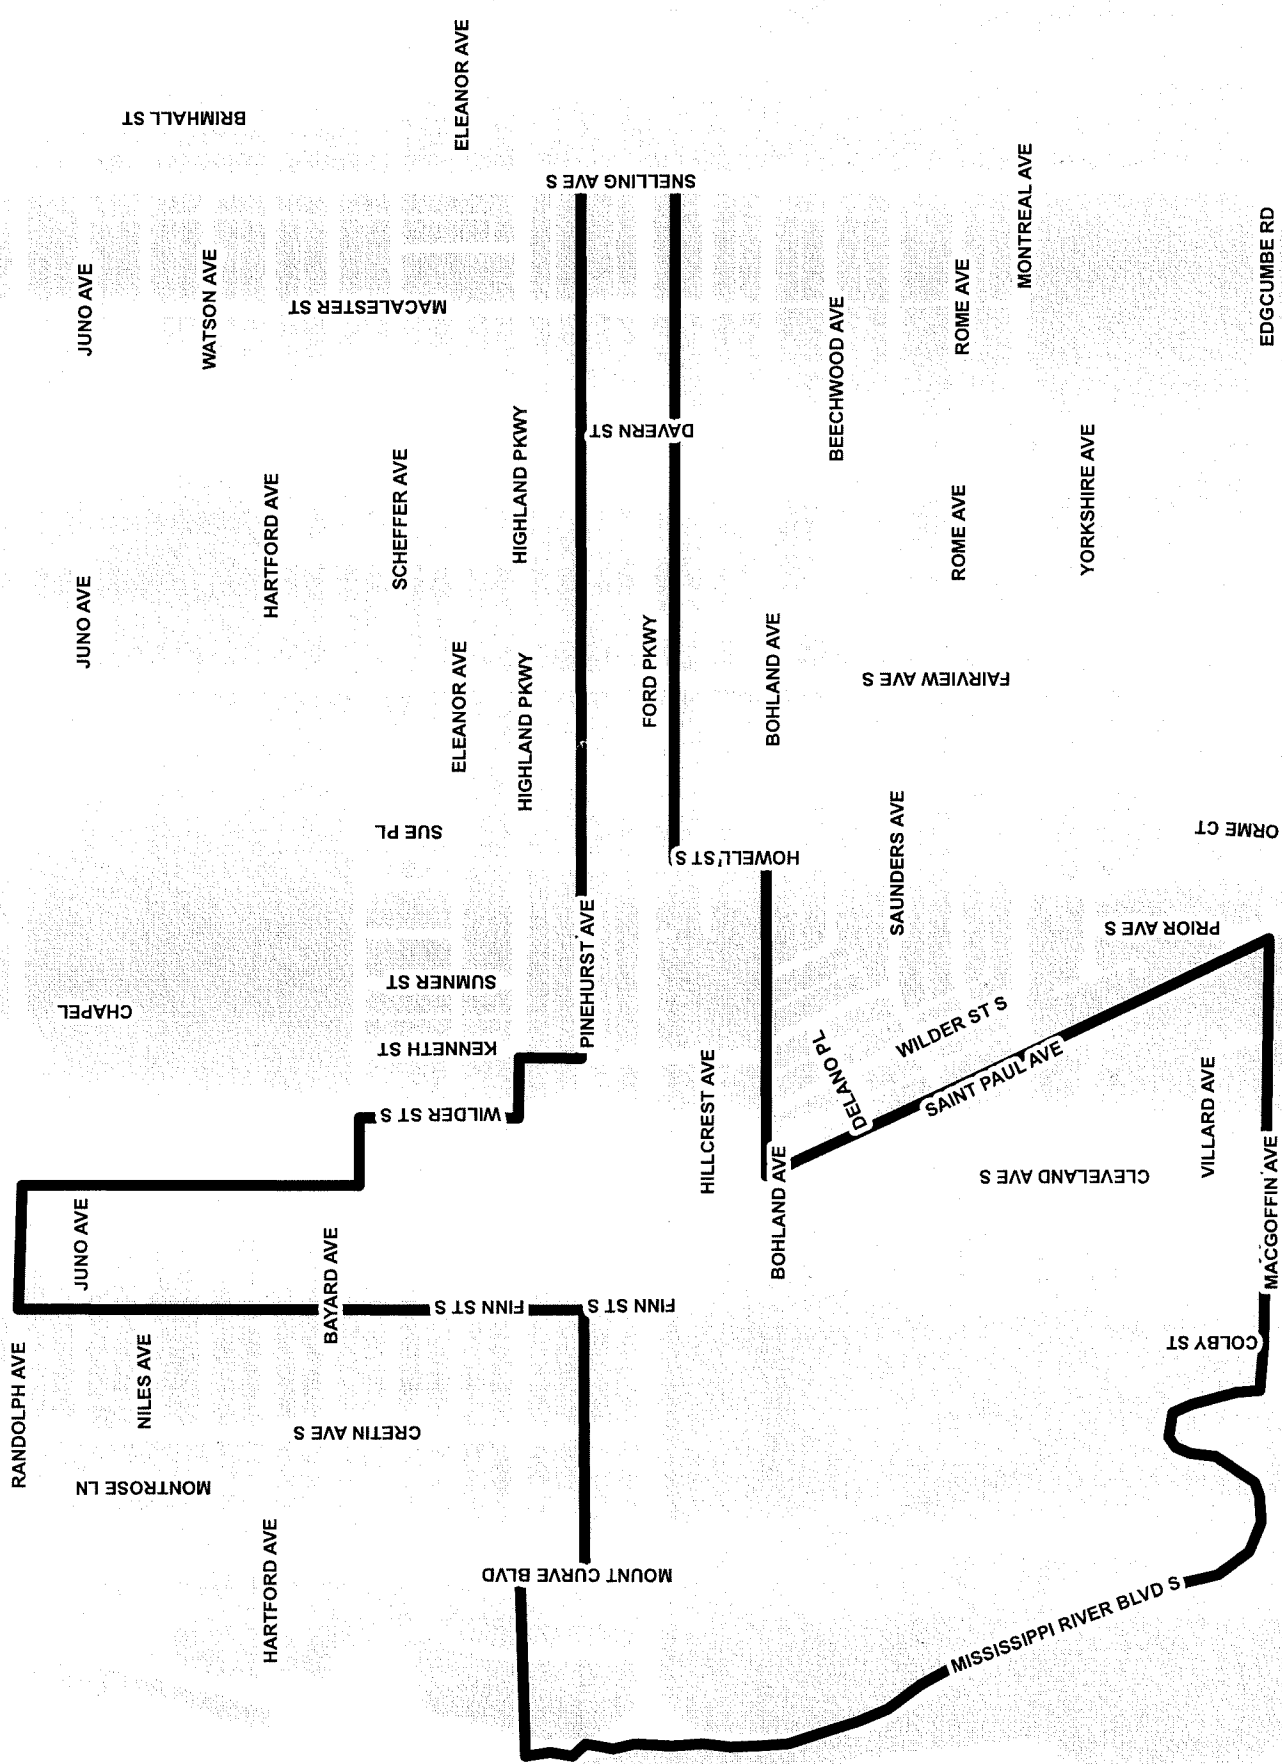 ELEANOR AVE
BRIMHALL ST
SNELLING AVE S
MONTREAL AVE
EDGCUMBE RD
JUNO AVE
WATSON AVE
MACALESTER ST
ROME AVE
BEECHWOOD AVE
HIGHLAND PKWY
DAVERN ST
YORKSHIRE AVE
HARTFORD AVE
SCHEFFER AVE
ROME AVE
JUNO AVE
ELEANOR AVE
HIGHLAND PKWY
FORD PKWY
BOHLAND AVE
FAIRVIEW AVE S
SUE PL
HOWELL ST S
SAUNDERS AVE
ORME CT
PRIOR AVE S
CHAPEL
SUMNER ST
PINEHURST AVE
KENNETH ST
WILDER ST S
WILDER ST S
HILLCREST AVE
DELANO PL
SAINT PAUL AVE
VILLARD AVE
CLEVELAND AVE S
JUNO AVE
BAYARD AVE
BOHLAND AVE
MACGOFFIN AVE
FINN ST S
FINN ST S
COLBY ST
RANDOLPH AVE
NILES AVE
CRETIN AVE S
MONTROSE LN
HARTFORD AVE
MOUNT CURVE BLVD
MISSISSIPPI RIVER BLVD S